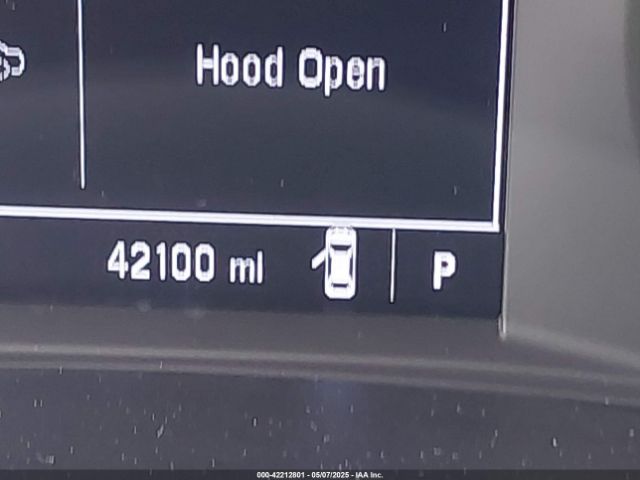 Hood Open
42100 mi
P
000-42212801 - 05/07/2025 - IAA Inc.